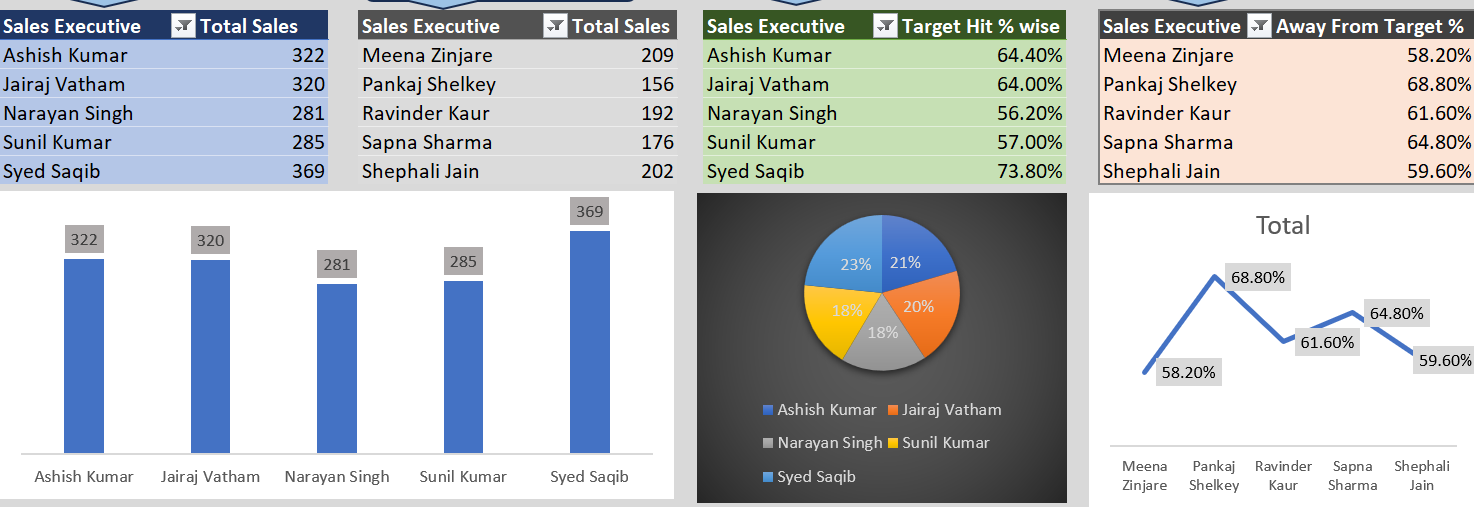 Sales Executive Total Sales
Ashish Kumar 322
Jairaj Vatham 320
Narayan Singh 281
Sunil Kumar 285
Syed Saqib 369
Sales Executive Total Sales
Meena Zinjare 209
Pankaj Shelkey 156
Ravinder Kaur 192
Sapna Sharma 176
Shephali Jain 202
Sales Executive Target Hit % wise
Ashish Kumar 64.40%
Jairaj Vatham 64.00%
Narayan Singh 56.20%
Sunil Kumar 57.00%
Syed Saqib 73.80%
Sales Executive Away From Target %
Meena Zinjare 58.20%
Pankaj Shelkey 68.80%
Ravinder Kaur 61.60%
Sapna Sharma 64.80%
Shephali Jain 59.60%
322 320 281 285 369
Ashish Kumar Jairaj Vatham Narayan Singh Sunil Kumar Syed Saqib
23% 21%
20%
18%
18%
Ashish Kumar Jairaj Vatham
Narayan Singh Sunil Kumar
Syed Saqib
Total
58.20% 68.80% 61.60% 64.80% 59.60%
Meena Pankaj Ravinder Sapna Shephali
Zinjare Shelkey Kaur Sharma Jain